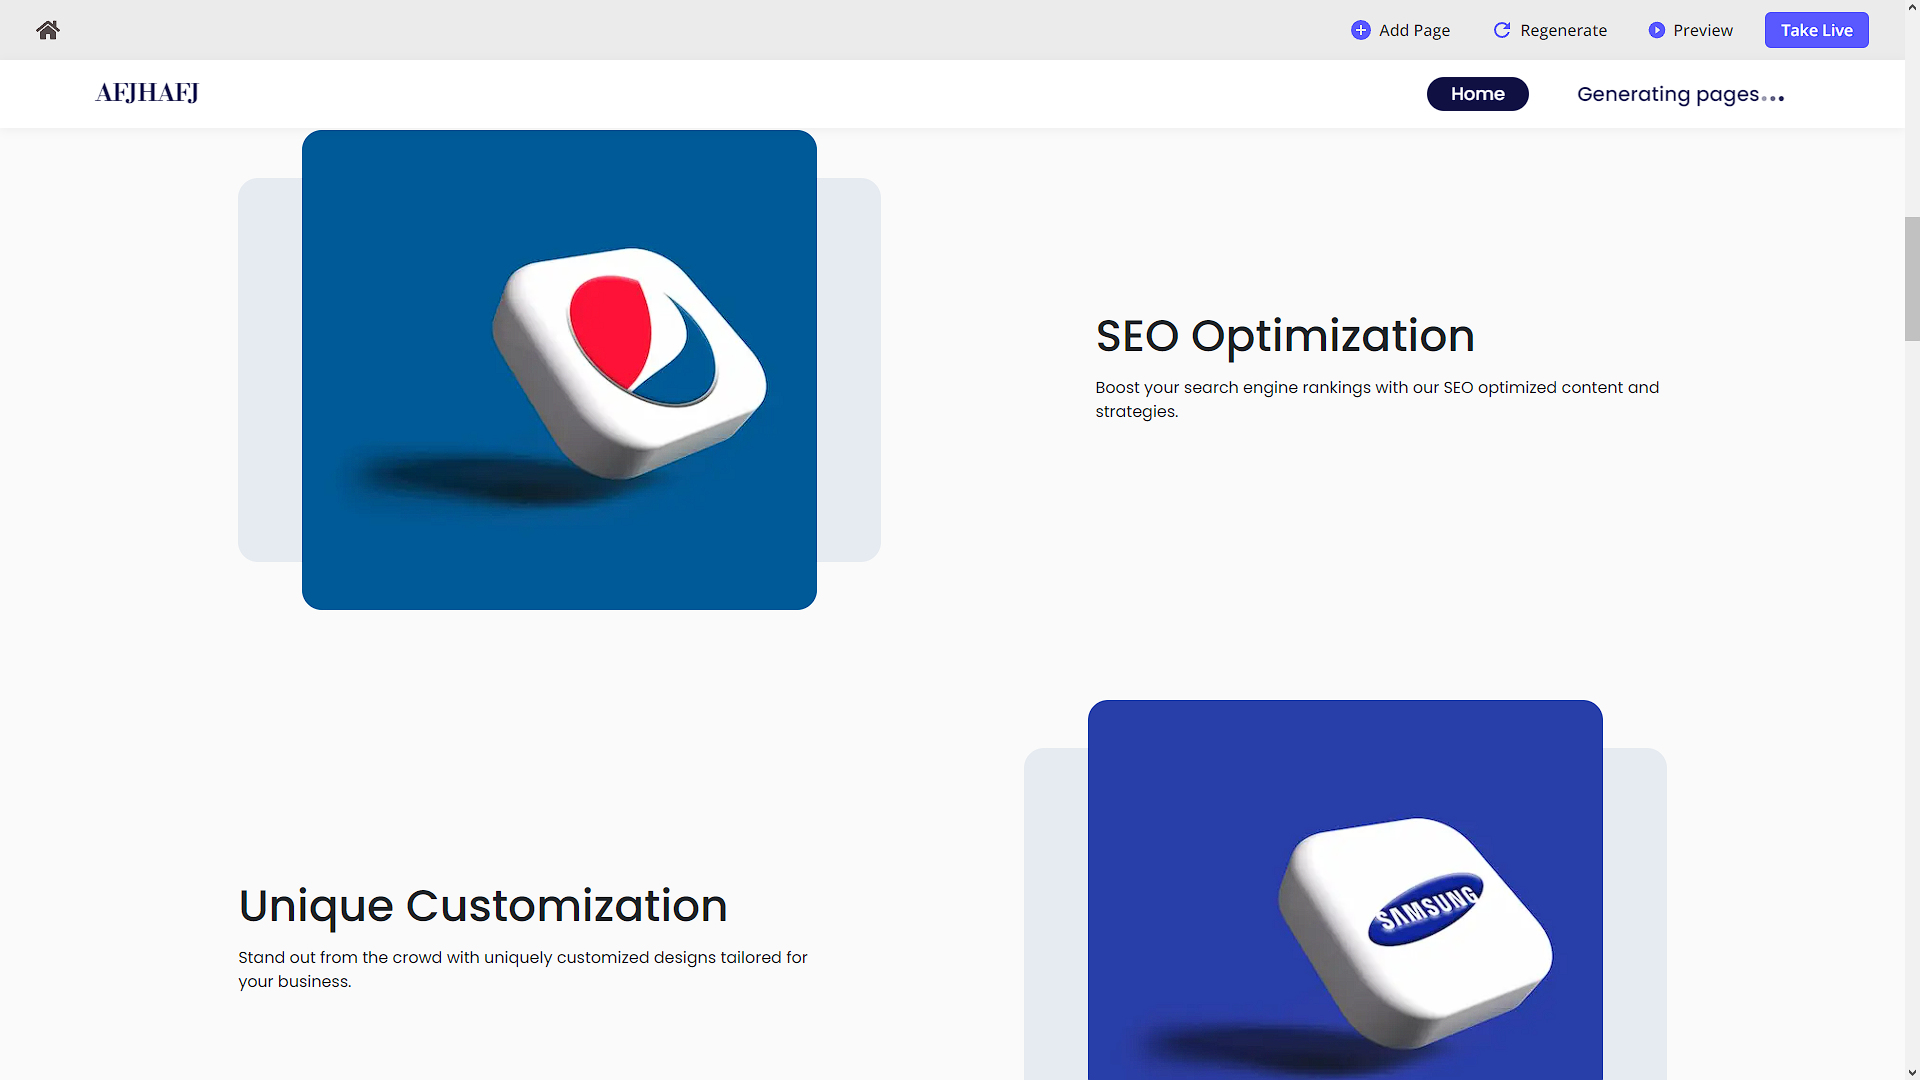 Add Page
Regenerate
Preview
Take Live
AFJHAFJ
Home
Generating pages...
SEO Optimization
Boost your search engine rankings with our SEO optimized content and
strategies.
Unique Customization
Stand out from the crowd with uniquely customized designs tailored for
your business.
SAMSUNG